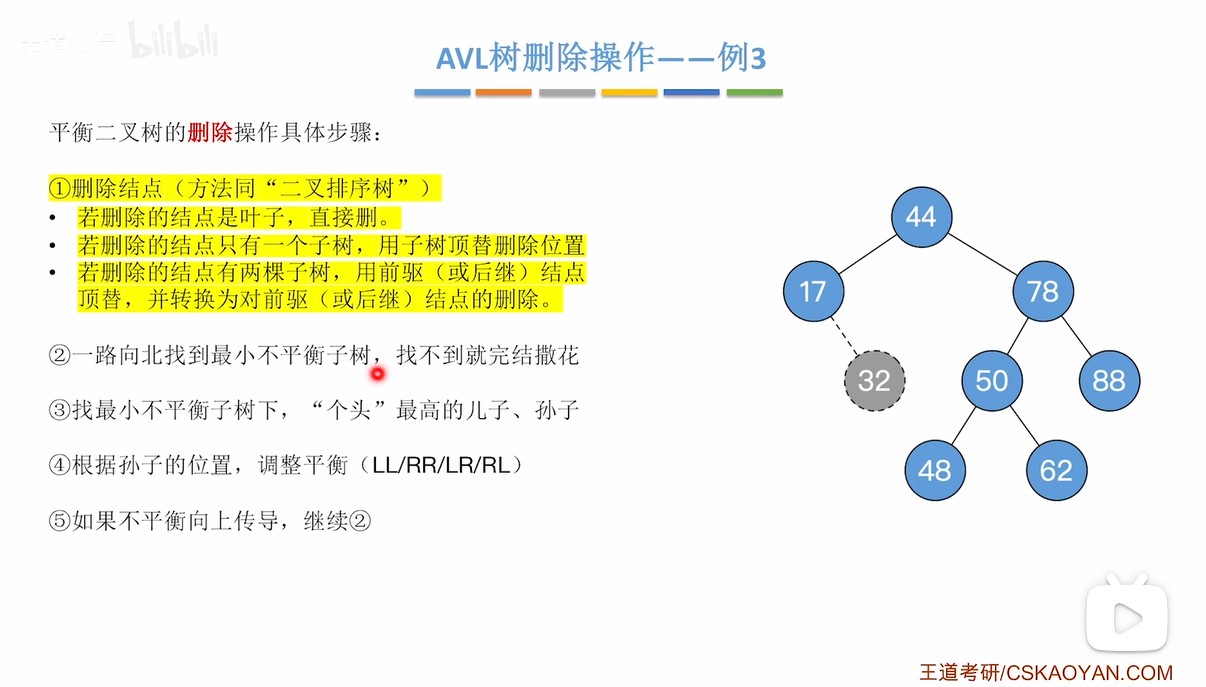 bilibili
AVL树删除操作——例3
平衡二叉树的删除操作具体步骤：
①删除结点（方法同“二叉排序树”）
• 若删除的结点是叶子，直接删。
• 若删除的结点只有一个子树，用子树顶替删除位置
• 若删除的结点有两棵子树，用前驱（或后继）结点
顶替，并转换为对前驱（或后继）结点的删除。
②一路向北找到最小不平衡子树，找不到就完结撒花
③找最小不平衡子树下，“个头”最高的儿子、孙子
④根据孙子的位置，调整平衡（LL/RR/LR/RL）
⑤如果不平衡向上传导，继续②
44
17
78
32
50
88
48
62
王道考研/CSKAOYAN.COM